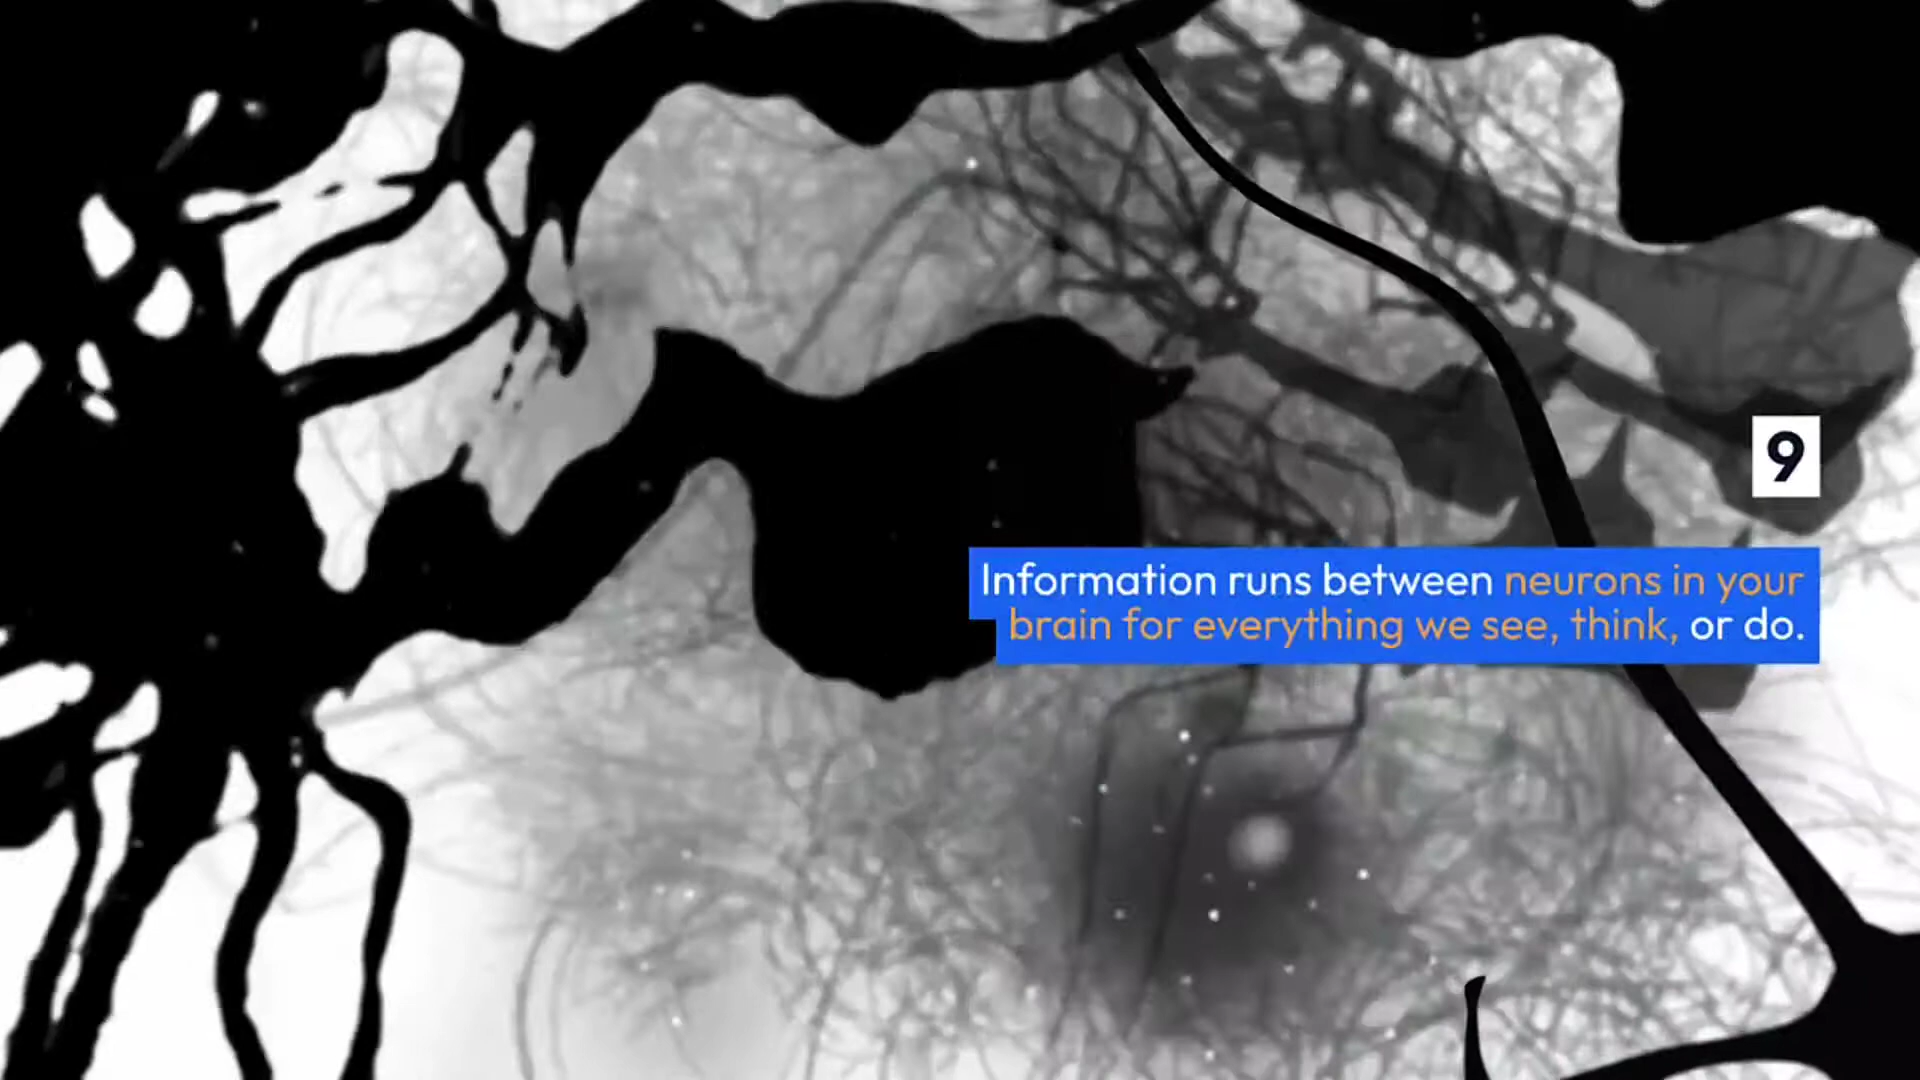 9
Information runs between neurons in your
brain for everything we see, think, or do.